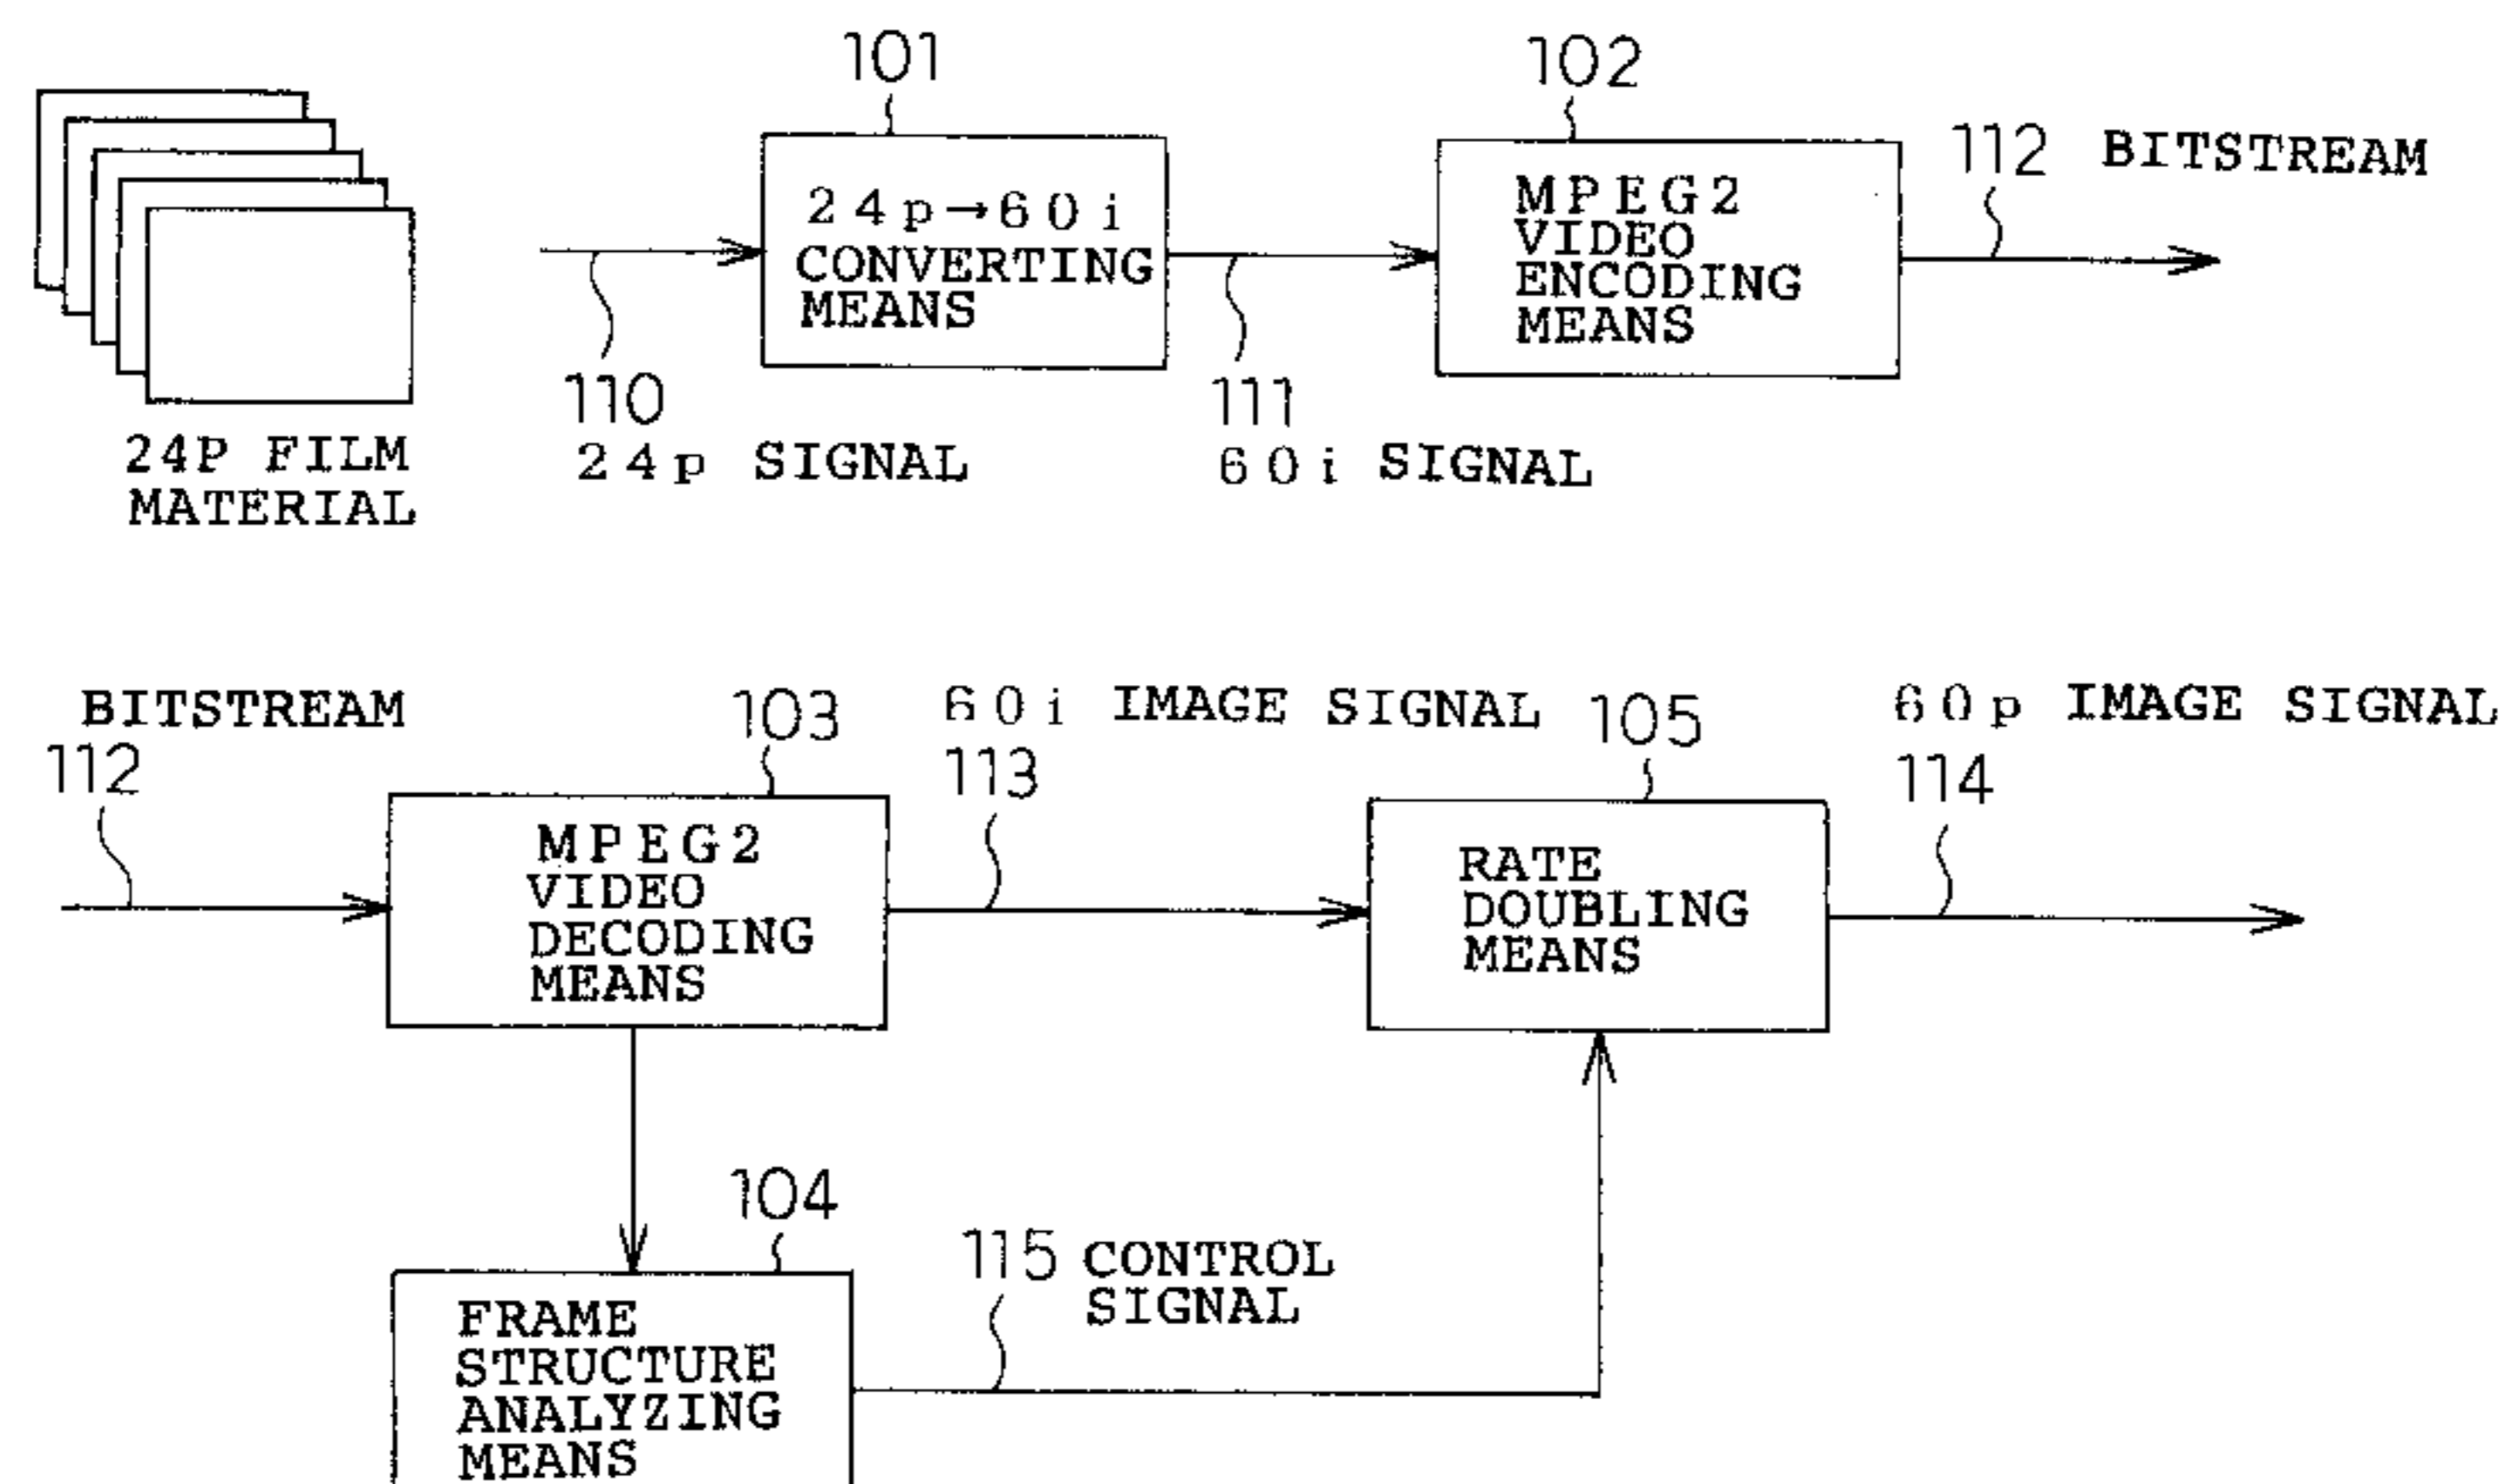 101
102
24p→60i
CONVERTING
MEANS
MPEG2
VIDEO
ENCODING
MEANS
112 BITSTREAM
110
24p SIGNAL
111
60i SIGNAL
24P FILM
MATERIAL
BITSTREAM
112
103
60i IMAGE SIGNAL
113
105
60p IMAGE SIGNAL
114
MPEG2
VIDEO
DECODING
MEANS
RATE
DOUBLING
MEANS
104
115 CONTROL
SIGNAL
FRAME
STRUCTURE
ANALYZING
MEANS